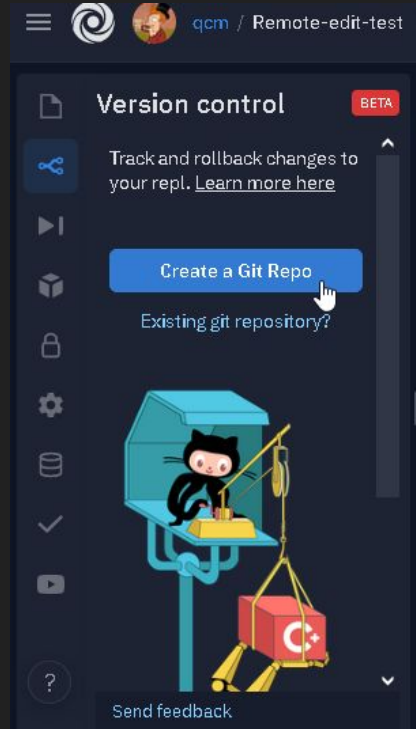 qcm / Remote-edit-test
Version control
BETA
Track and rollback changes to
your repl. Learn more here
Create a Git Repo
Existing git repository?
C+
?
Send feedback